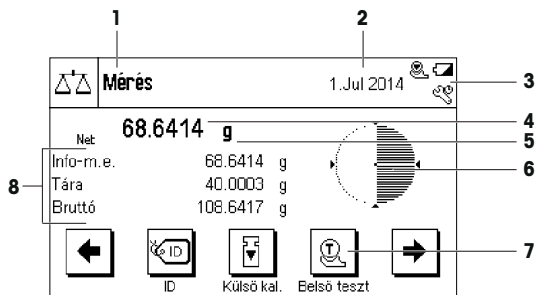 1
2
Mérés
1.Jul 2014
3
Net
68.6414 g
4
5
Info-m.e. 68.6414 g
6
8
Tára 40.0003 g
Bruttó 108.6417 g
ID
T
7
ID
Külső kal.
Belső teszt